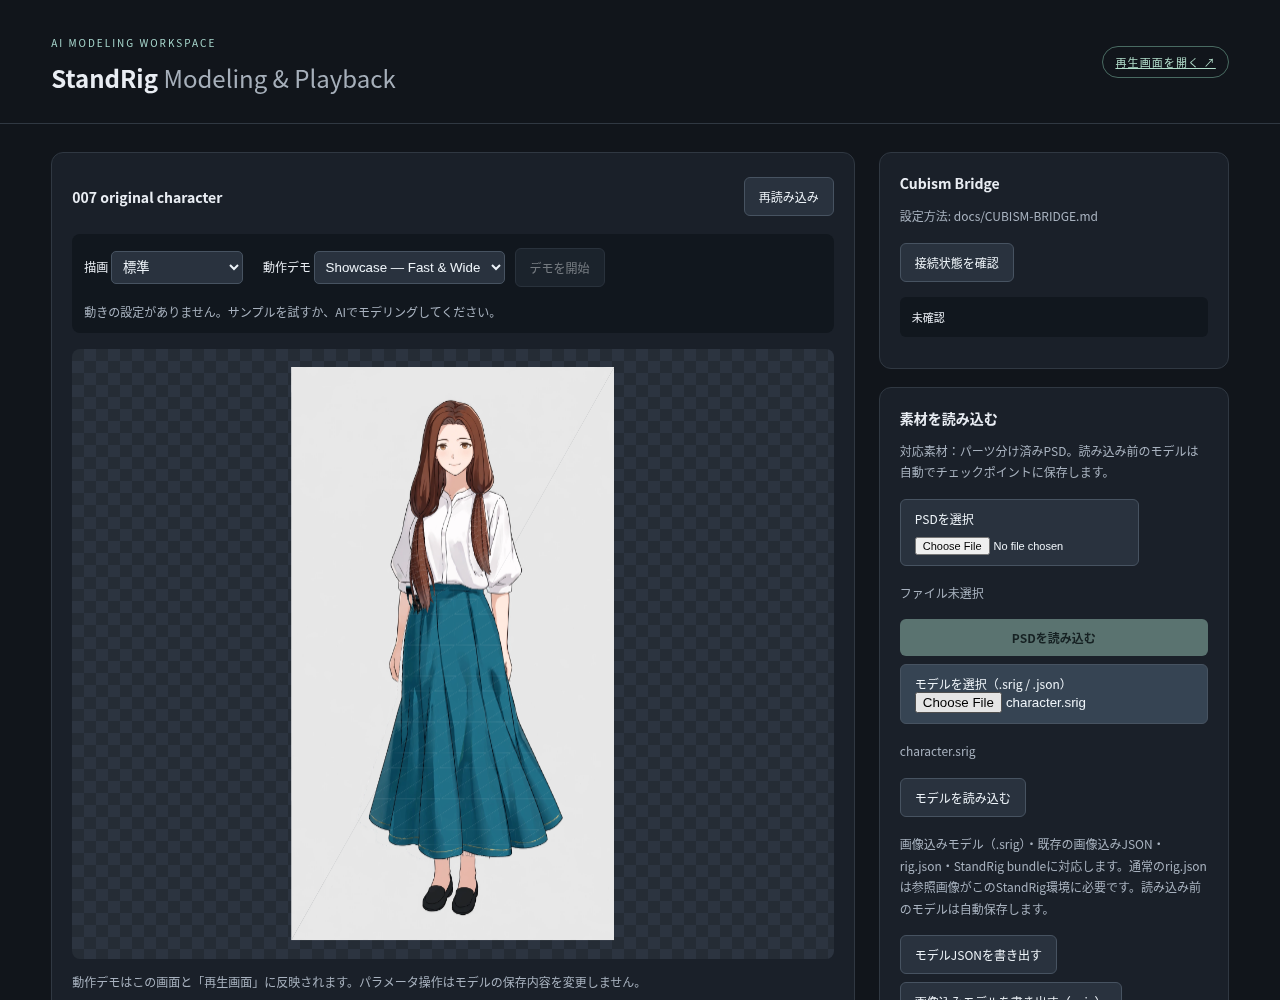 AI MODELING WORKSPACE
StandRig Modeling & Playback
再生画面を開く ↗
007 original character
再読み込み
描画 標準 動作デモ Showcase — Fast & Wide デモを開始
動きの設定がありません。サンプルを試すか、AIでモデリングしてください。
動作デモはこの画面と「再生画面」に反映されます。パラメータ操作はモデルの保存内容を変更しません。
Cubism Bridge
設定方法: docs/CUBISM-BRIDGE.md
接続状態を確認
未確認
素材を読み込む
対応素材：パーツ分け済みPSD。読み込み前のモデルは
自動でチェックポイントに保存します。
PSDを選択
Choose File No file chosen
ファイル未選択
PSDを読み込む
モデルを選択（.srig / .json）
Choose File character.srig
character.srig
モデルを読み込む
画像込みモデル（.srig）・既存の画像込みJSON・
rig.json・StandRig bundleに対応します。通常のrig.json
は参照画像がこのStandRig環境に必要です。読み込み前
のモデルは自動保存します。
モデルJSONを書き出す